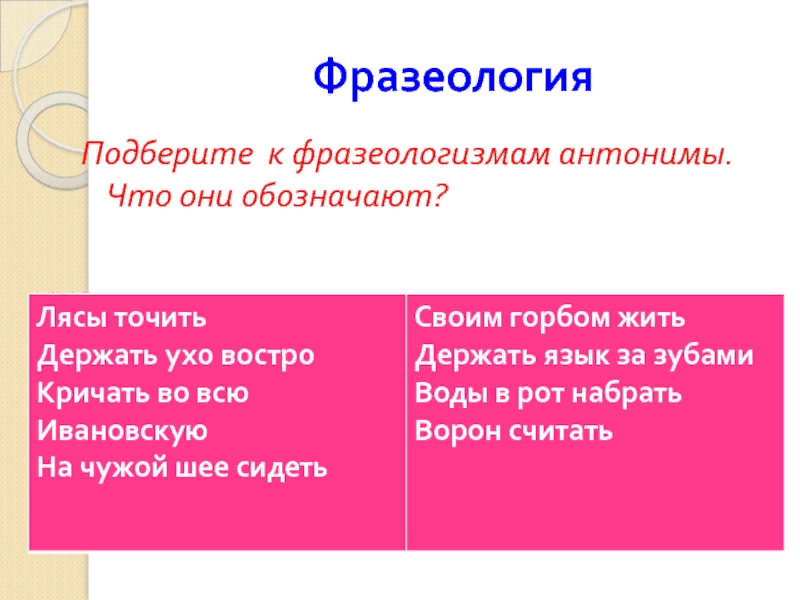 Фразеология
Подберите к фразеологизмам антонимы.
Что они обозначают?
Лясы точить
Держать ухо востро
Кричать во всю
Ивановскую
На чужой шее сидеть
Своим горбом жить
Держать язык за зубами
Воды в рот набрать
Ворон считать